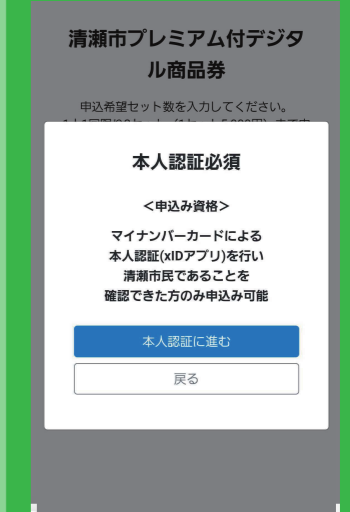 清瀬市プレミアム付デジタ
ル商品券
申込希望セット数を入力してください。
本人認証必須
＜申込み資格＞
マイナンバーカードによる
本人認証(xIDアプリ)を行い
清瀬市民であることを
確認できた方のみ申込み可能
本人認証に進む
戻る